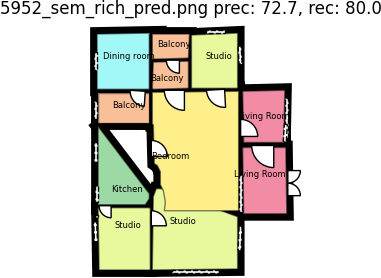 5952_sem_rich_pred.png prec: 72.7, rec: 80.0
Balcony
Dining room
Studio
Balcony
Balcony
Living Room
Bedroom
Living Room
Kitchen
Studio
Studio